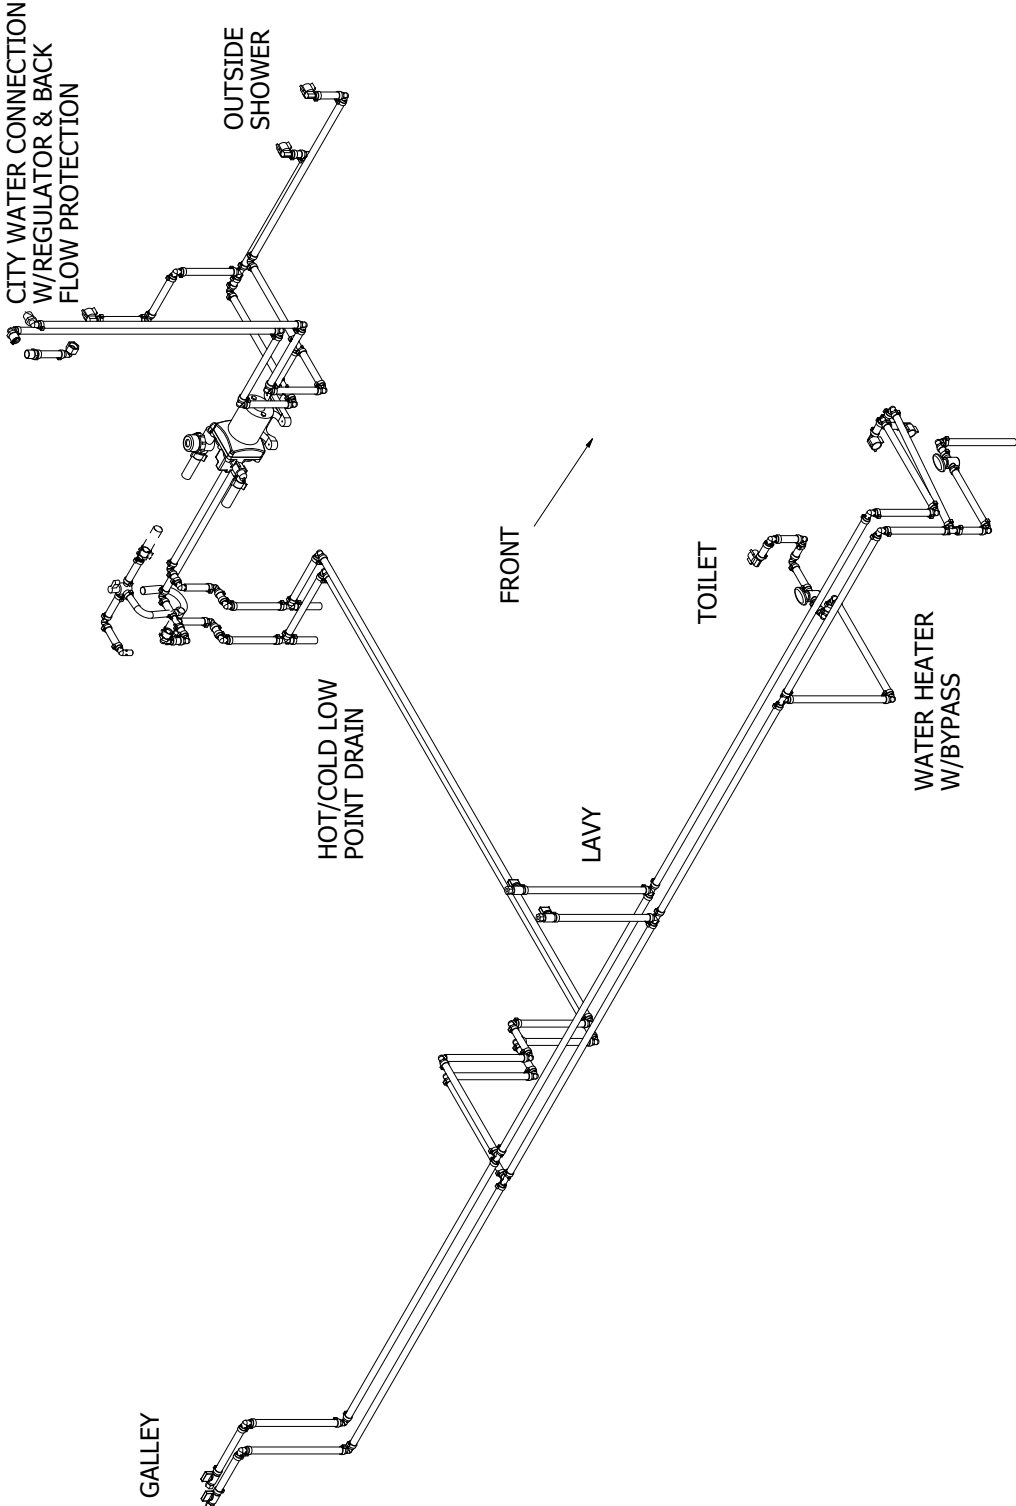 CITY WATER CONNECTION
W/REGULATOR & BACK
FLOW PROTECTION
OUTSIDE
SHOWER
FRONT
TOILET
HOT/COLD LOW
POINT DRAIN
LAVY
WATER HEATER
W/BYPASS
GALLEY